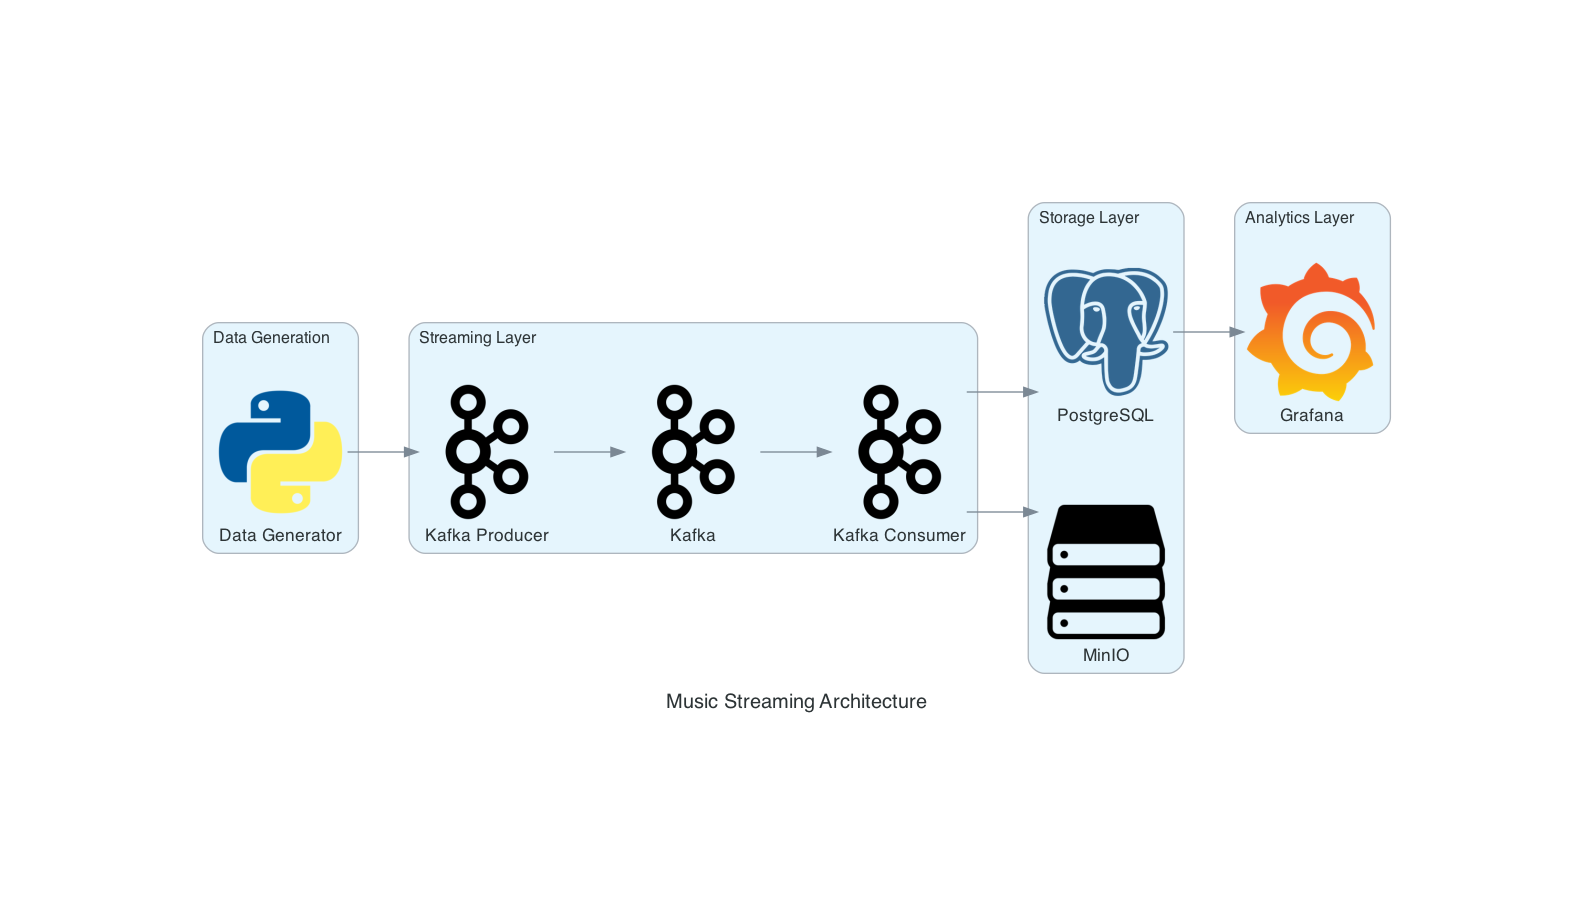 Data Generation
Data Generator
Streaming Layer
Kafka Producer
Kafka
Kafka Consumer
Storage Layer
PostgreSQL
MinIO
Analytics Layer
Grafana
Music Streaming Architecture